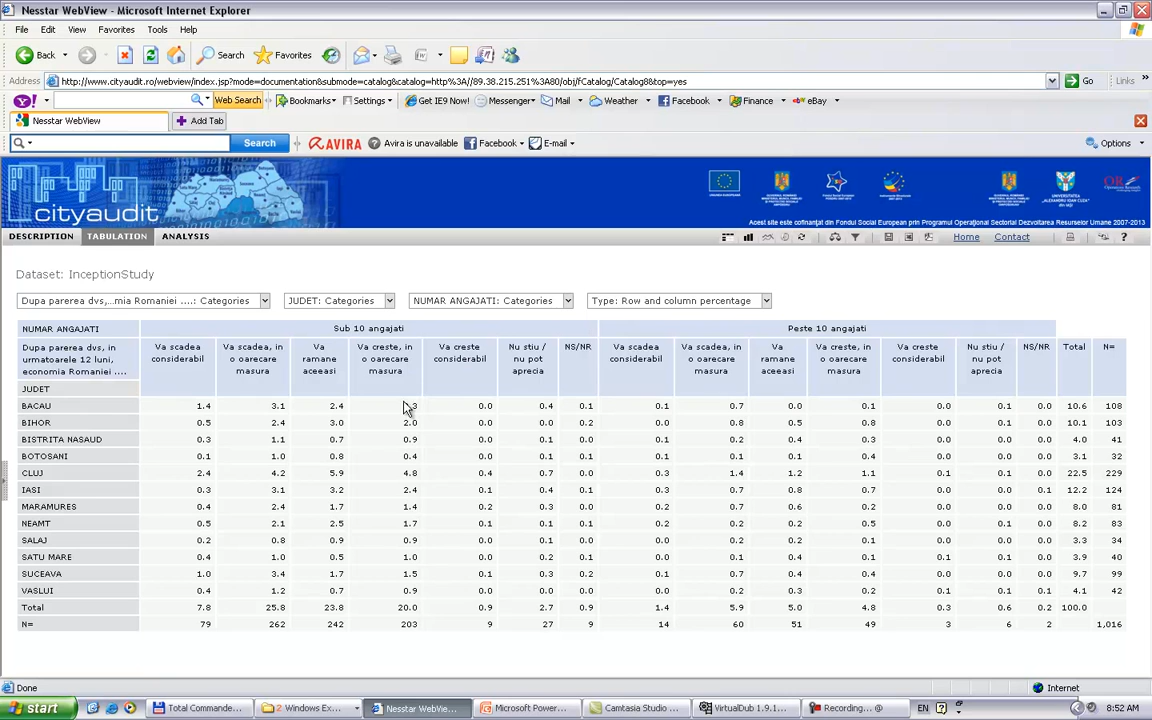 Nesstar WebView - Microsoft Internet Explorer
File Edit View Favorites Tools Help
Back Search Favorites
Address http://www.cityaudit.ro/webview/index.jsp?mode=documentation&submode=catalog&catalog=http%3A//89.38.215.251%3A80/obj/fCatalog/Catalog8&top=yes Go Links
Web Search Bookmarks Settings Get IE9 Now! Messenger Mail Weather Facebook Finance eBay
Nesstar WebView Add Tab
Search AVIRA Avira is unavailable Facebook E-mail Options
cityaudit
Acest site este cofinanţat din Fondul Social European prin Programul Operaţional Sectorial Dezvoltarea Resurselor Umane 2007-2013
DESCRIPTION TABULATION ANALYSIS Home Contact
Dataset: InceptionStudy
Dupa parerea dvs,...mia Romaniei ....: Categories JUDET: Categories NUMAR ANGAJATI: Categories Type: Row and column percentage
NUMAR ANGAJATI Sub 10 angajati Peste 10 angajati
Dupa parerea dvs, in Va scadea Va scadea, in Va Va creste, in Va creste Nu stiu / NS/NR Va scadea Va scadea, in Va Va creste, in Va creste Nu stiu / NS/NR Total N=
urmatoarele 12 luni, considerabil o oarecare ramane o oarecare considerabil nu pot considerabil o oarecare ramane o oarecare considerabil nu pot
economia Romaniei .... masura aceeasi masura aprecia masura aceeasi masura aprecia
JUDET
BACAU 1.4 3.1 2.4 0.0 0.4 0.1 0.1 0.7 0.0 0.1 0.0 0.1 0.0 10.6 108
BIHOR 0.5 2.4 3.0 2.0 0.0 0.0 0.2 0.0 0.8 0.5 0.8 0.0 0.1 0.0 10.1 103
BISTRITA NASAUD 0.3 1.1 0.7 0.9 0.0 0.1 0.0 0.1 0.2 0.4 0.3 0.0 0.0 0.0 4.0 41
BOTOSANI 0.1 1.0 0.8 0.4 0.0 0.1 0.1 0.0 0.1 0.1 0.4 0.0 0.0 0.0 3.1 32
CLUJ 2.4 4.2 5.9 4.8 0.4 0.7 0.0 0.3 1.4 1.2 1.1 0.1 0.1 0.0 22.5 229
IASI 0.3 3.1 3.2 2.4 0.1 0.4 0.1 0.3 0.7 0.8 0.7 0.0 0.0 0.1 12.2 124
MARAMURES 0.4 2.4 1.7 1.4 0.2 0.3 0.0 0.2 0.7 0.6 0.2 0.0 0.0 0.0 8.0 81
NEAMT 0.5 2.1 2.5 1.7 0.1 0.1 0.1 0.0 0.2 0.2 0.5 0.0 0.1 0.0 8.2 83
SALAJ 0.2 0.8 0.9 0.9 0.0 0.1 0.0 0.1 0.2 0.1 0.1 0.0 0.0 0.0 3.3 34
SATU MARE 0.4 1.0 0.5 1.0 0.0 0.2 0.1 0.0 0.1 0.4 0.1 0.1 0.1 0.0 3.9 40
SUCEAVA 1.0 3.4 1.7 1.5 0.1 0.3 0.2 0.1 0.7 0.4 0.4 0.0 0.0 0.0 9.7 99
VASLUI 0.4 1.2 0.7 0.9 0.0 0.0 0.0 0.0 0.2 0.3 0.2 0.1 0.1 0.1 4.1 42
Total 7.8 25.8 23.8 20.0 0.9 2.7 0.9 1.4 5.9 5.0 4.8 0.3 0.6 0.2 100.0
N= 79 262 242 203 9 27 9 14 60 51 49 3 6 2 1,016
Done Internet
start Total Commande... 2 Windows Ex... Nesstar WebView... Microsoft Power... Camtasia Studio ... VirtualDub 1.9.1... Recording... EN 8:52 AM